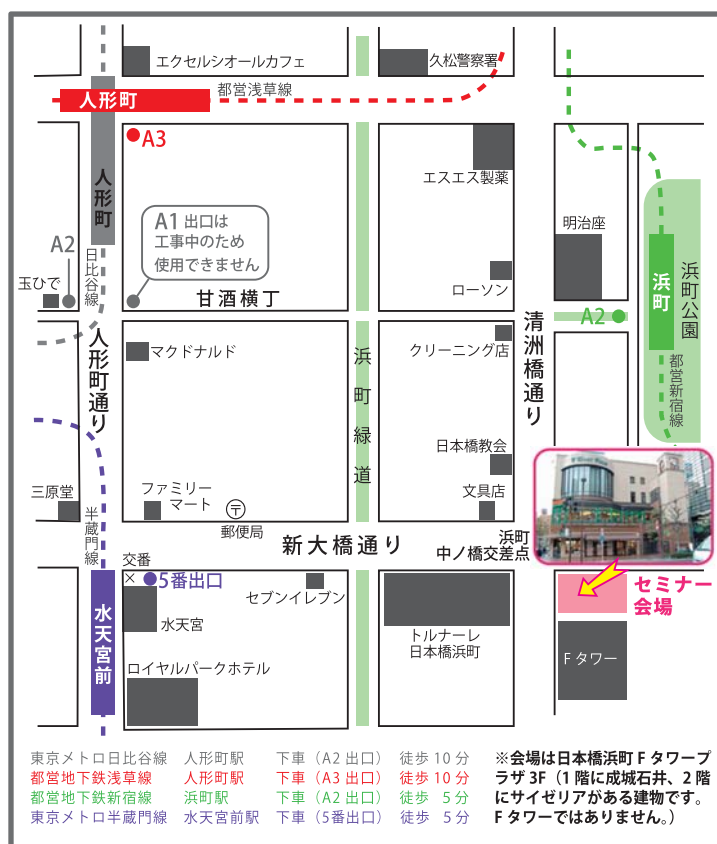 エクセルシオールカフェ
久松警察署
都営浅草線
人形町
A3
人形町
エスエス製薬
A1 出口は
工事中のため
使用できません
A2
日比谷線
玉ひで
甘酒横丁
ローソン
明治座
浜町
浜町公園
A2
都営新宿線
清洲橋通り
クリーニング店
マクドナルド
人形町通り
浜町緑道
日本橋教会
文具店
三原堂
ファミリー
マート
郵便局
半蔵門線
新大橋通り
浜町
中ノ橋交差点
交番
5番出口
水天宮前
水天宮
セブンイレブン
トルナーレ
日本橋浜町
セミナー
会場
F タワー
ロイヤルパークホテル
東京メトロ日比谷線 人形町駅 下車（A2 出口） 徒歩 10 分
都営地下鉄浅草線 人形町駅 下車（A3 出口） 徒歩 10 分
都営地下鉄新宿線 浜町駅 下車（A2 出口） 徒歩 5 分
東京メトロ半蔵門線 水天宮前駅 下車（5番出口） 徒歩 5 分
※会場は日本橋浜町 F タワープ
ラザ 3F（1 階に成城石井、2 階
にサイゼリアがある建物です。
F タワーではありません。）